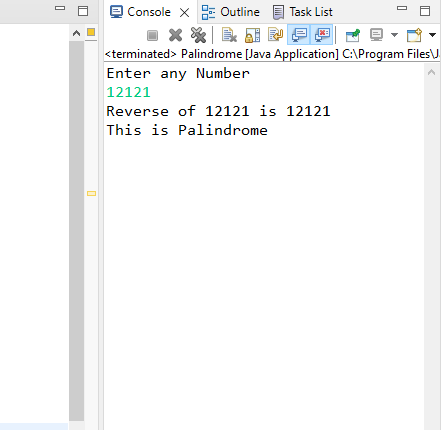 Console Outline Task List
<terminated> Palindrome [Java Application] C:\Program Files\J
Enter any Number
12121
Reverse of 12121 is 12121
This is Palindrome